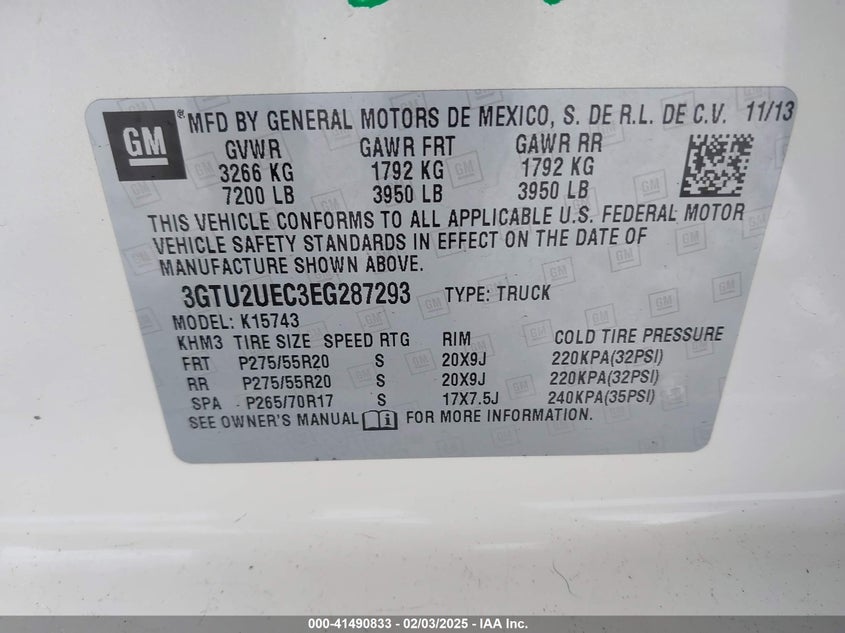 GM ® MFD BY GENERAL MOTORS DE MEXICO, S. DE R.L. DE C.V. 11/13
GVWR GAWR FRT GAWR RR
3266 KG 1792 KG 1792 KG
7200 LB 3950 LB 3950 LB
THIS VEHICLE CONFORMS TO ALL APPLICABLE U.S. FEDERAL MOTOR
VEHICLE SAFETY STANDARDS IN EFFECT ON THE DATE OF
MANUFACTURE SHOWN ABOVE.
3GTU2UEC3EG287293 TYPE: TRUCK
MODEL: K15743
KHM3 TIRE SIZE SPEED RTG RIM COLD TIRE PRESSURE
FRT P275/55R20 S 20X9J 220KPA(32PSI)
RR P275/55R20 S 20X9J 220KPA(32PSI)
SPA P265/70R17 S 17X7.5J 240KPA(35PSI)
SEE OWNER'S MANUAL i FOR MORE INFORMATION.
000-41490833 - 02/03/2025 - IAA Inc.